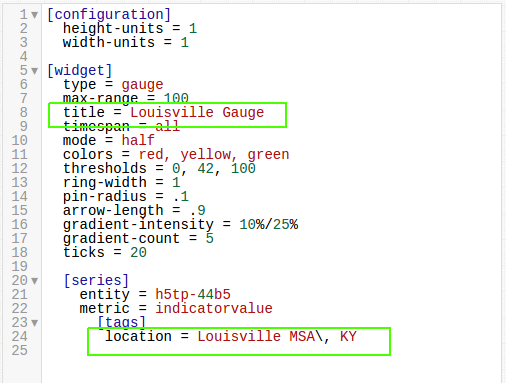 1 [configuration]
2 height-units = 1
3 width-units = 1
4
5 [widget]
6 type = gauge
7 max-range = 100
8 title = Louisville Gauge
9 timespan = all
10 mode = half
11 colors = red, yellow, green
12 thresholds = 0, 42, 100
13 ring-width = 1
14 pin-radius = .1
15 arrow-length = .9
16 gradient-intensity = 10%/25%
17 gradient-count = 5
18 ticks = 20
19
20 [series]
21 entity = h5tp-44b5
22 metric = indicatorvalue
23 [tags]
24 location = Louisville MSA\, KY
25